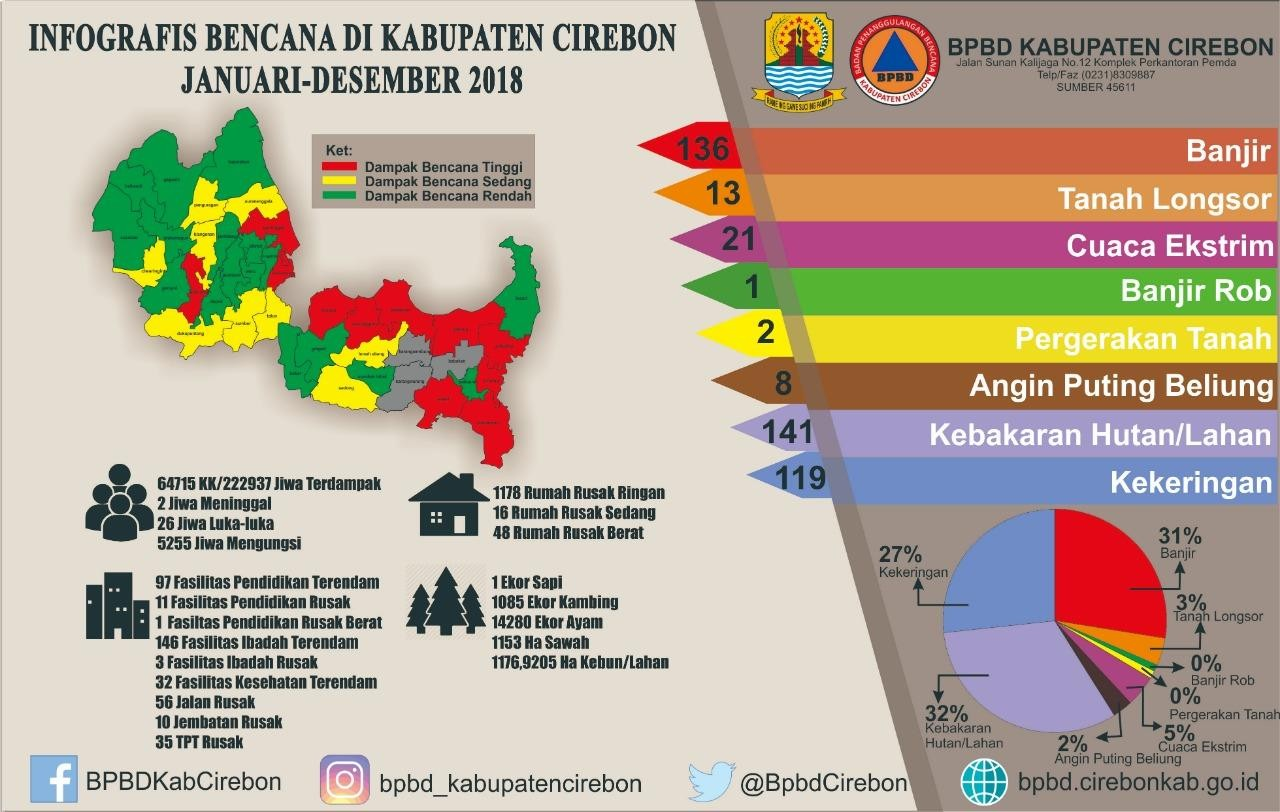 INFOGRAFIS BENCANA DI KABUPATEN CIREBON
JANUARI-DESEMBER 2018
BADAN PENANGGULANGAN BENCANA
BPBD
KABUPATEN CIREBON
BPBD KABUPATEN CIREBON
Jalan Sunan Kalijaga No.12 Komplek Perkantoran Pemda
Telp/Faz (0231)8309887
SUMBER 45611
Ket:
Dampak Bencana Tinggi
Dampak Bencana Sedang
Dampak Bencana Rendah
136 Banjir
13 Tanah Longsor
21 Cuaca Ekstrim
1 Banjir Rob
2 Pergerakan Tanah
8 Angin Puting Beliung
141 Kebakaran Hutan/Lahan
119 Kekeringan
64715 KK/222937 Jiwa Terdampak
2 Jiwa Meninggal
26 Jiwa Luka-luka
5255 Jiwa Mengungsi
1178 Rumah Rusak Ringan
16 Rumah Rusak Sedang
48 Rumah Rusak Berat
97 Fasilitas Pendidikan Terendam
11 Fasilitas Pendidikan Rusak
1 Fasiltas Pendidikan Rusak Berat
146 Fasilitas Ibadah Terendam
3 Fasilitas Ibadah Rusak
32 Fasilitas Kesehatan Terendam
56 Jalan Rusak
10 Jembatan Rusak
35 TPT Rusak
1 Ekor Sapi
1085 Ekor Kambing
14280 Ekor Ayam
1153 Ha Sawah
1176,9205 Ha Kebun/Lahan
31%
Banjir
3%
Tanah Longsor
0%
Banjir Rob
0%
Pergerakan Tanah
5%
Cuaca Ekstrim
2%
Angin Puting Beliung
32%
Kebakaran
Hutan/Lahan
27%
Kekeringan
BPBDKabCirebon
bpbd_kabupatencirebon
@BpbdCirebon
bpbd.cirebonkab.go.id